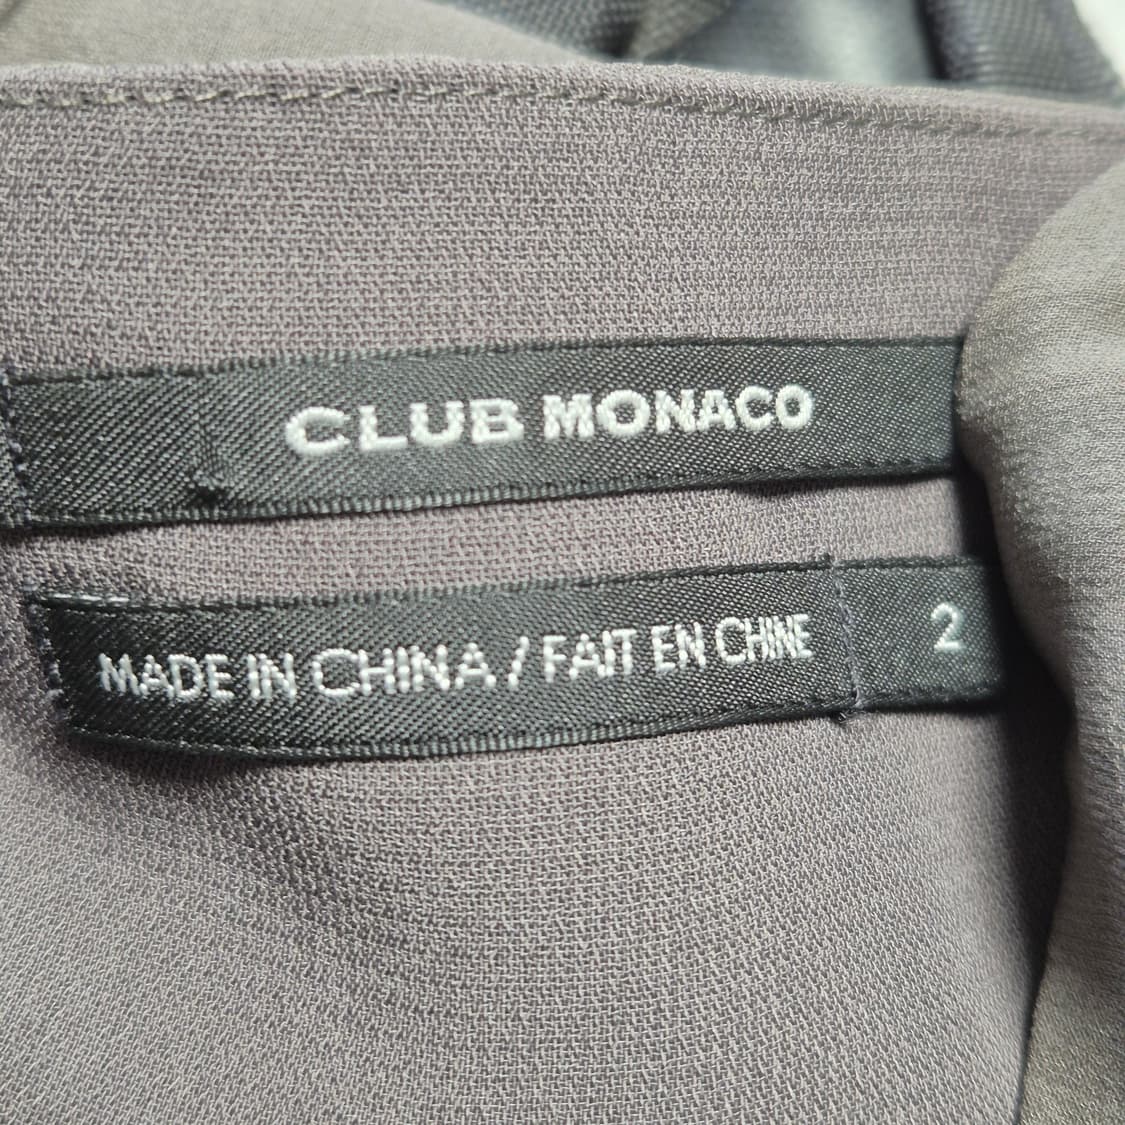 CLUB MONACO
MADE IN CHINA / FAIT EN CHINE 2